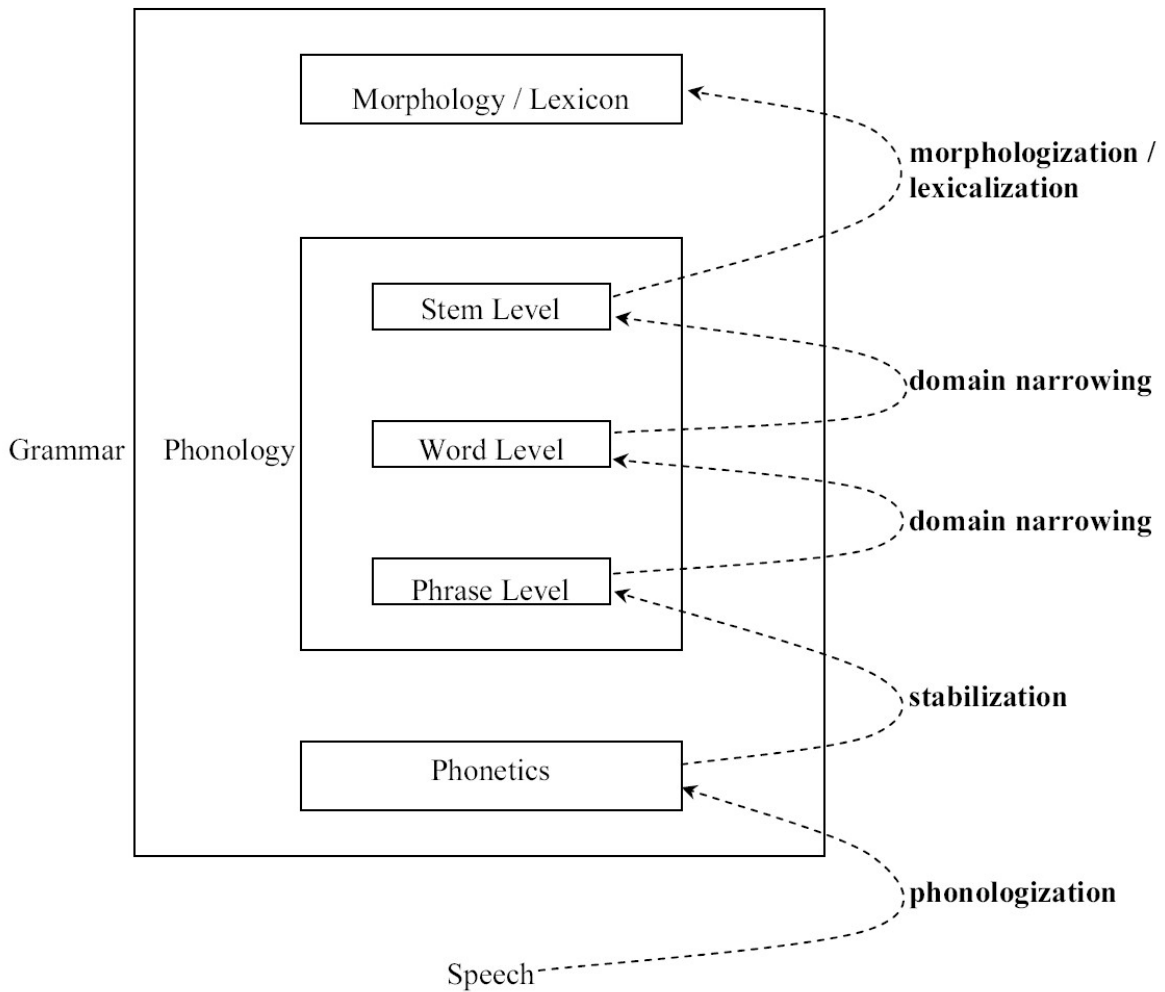 Morphology / Lexicon
morphologization /
lexicalization
Stem Level
domain narrowing
Grammar
Phonology
Word Level
domain narrowing
Phrase Level
stabilization
Phonetics
phonologization
Speech